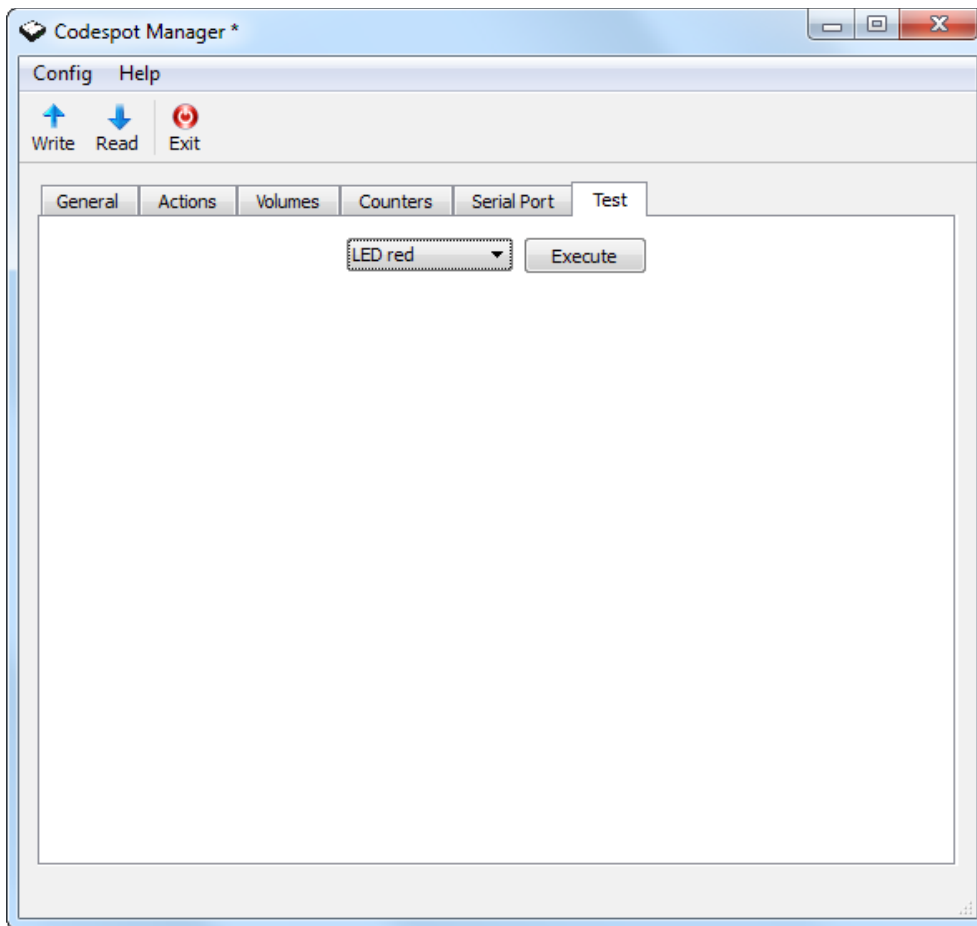 Codespot Manager *
Config Help
Write Read Exit
General Actions Volumes Counters Serial Port Test
LED red Execute